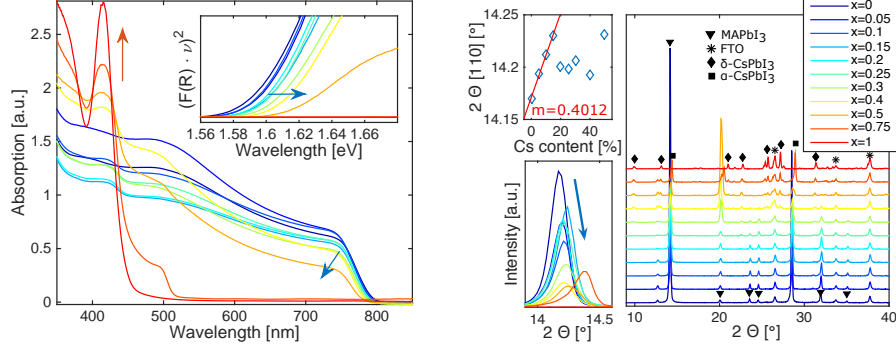 Absorption [a.u.]
3
2.5
2
1.5
1
0.5
0
400 500 600 700 800
Wavelength [nm]
(F(R) · ν)²
1.56 1.58 1.6 1.62 1.64 1.66
Wavelength [eV]
2 Θ [110] [°]
14.25
14.2
14.15
m=0.4012
0 20 40
Cs content [%]
Intensity [a.u.]
14 14.5
2 Θ [°]
MAPbI3
FTO
δ-CsPbI3
α-CsPbI3
10 20 30 40
2 Θ [°]
x=0
x=0.05
x=0.1
x=0.15
x=0.2
x=0.25
x=0.3
x=0.4
x=0.5
x=0.75
x=1